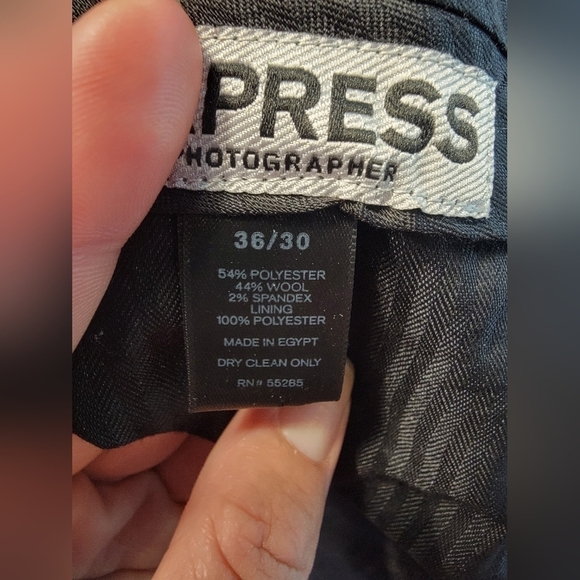 XPRESS
PHOTOGRAPHER
36/30
54% POLYESTER
44% WOOL
2% SPANDEX
LINING
100% POLYESTER
MADE IN EGYPT
DRY CLEAN ONLY
RN# 55285